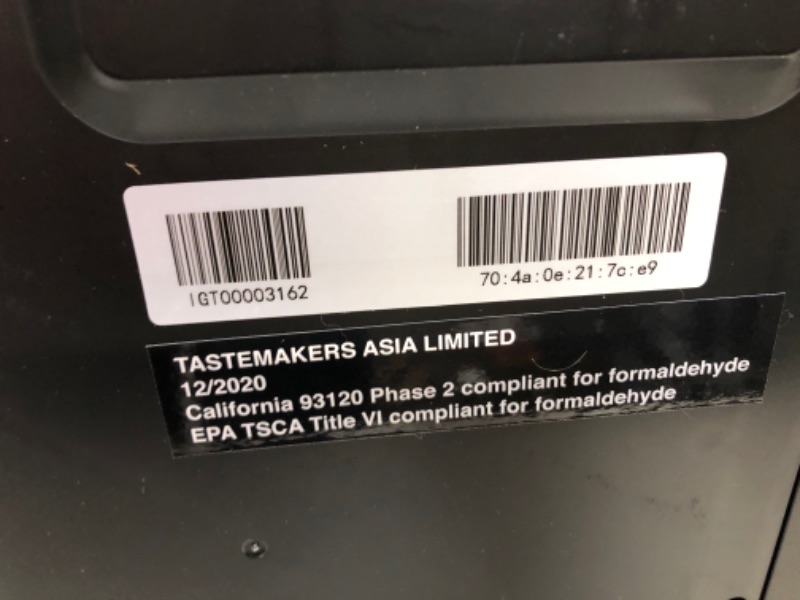 IGT00003162
70:4a:0e:21:7c:e9
TASTEMAKERS ASIA LIMITED
12/2020
California 93120 Phase 2 compliant for formaldehyde
EPA TSCA Title VI compliant for formaldehyde